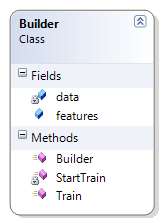 Builder
Class
Fields
data
features
Methods
Builder
StartTrain
Train